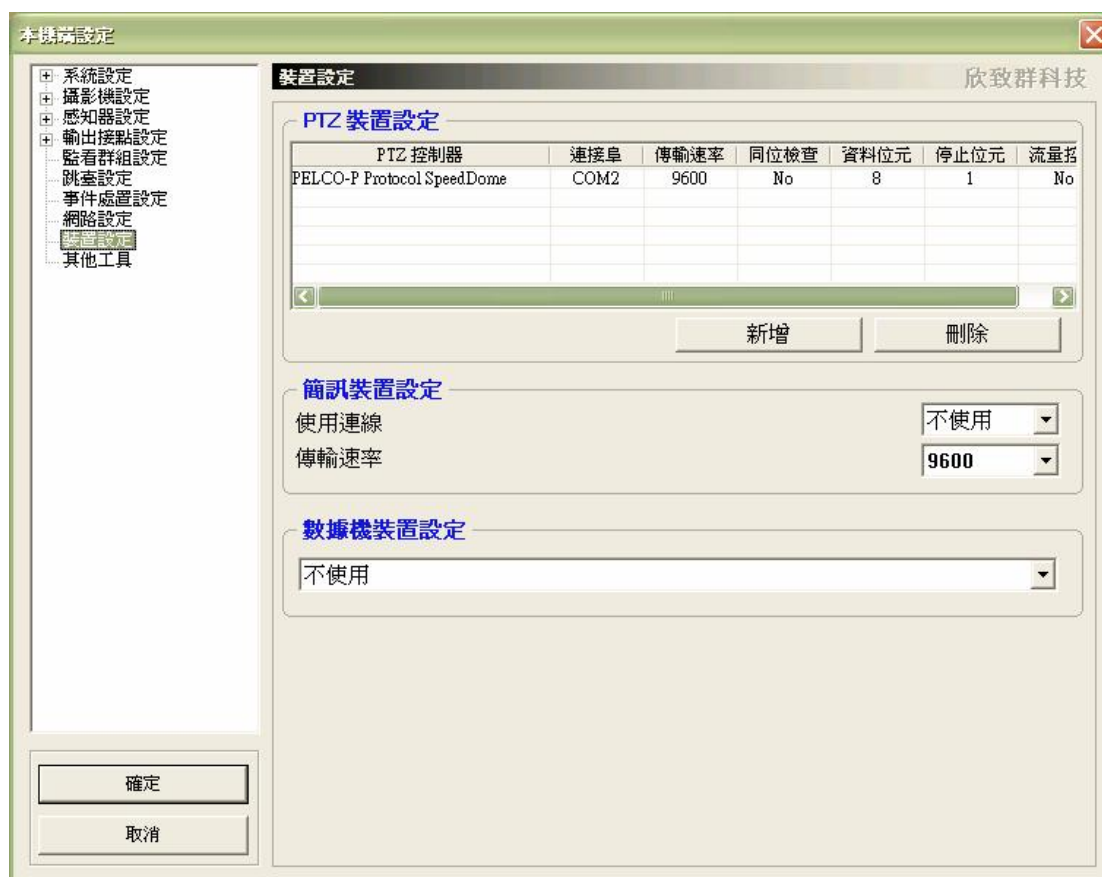 本機端設定
系統設定
攝影機設定
感知器設定
輸出接點設定
監看群組設定
跳臺設定
事件處置設定
網路設定
裝置設定
其他工具
確定
取消
裝置設定
欣致群科技
PTZ 裝置設定
PTZ 控制器 連接阜 傳輸速率 同位檢查 資料位元 停止位元 流量控
PELCO-P Protocol SpeedDome COM2 9600 No 8 1 No
新增 刪除
簡訊裝置設定
使用連線 不使用
傳輸速率 9600
數據機裝置設定
不使用